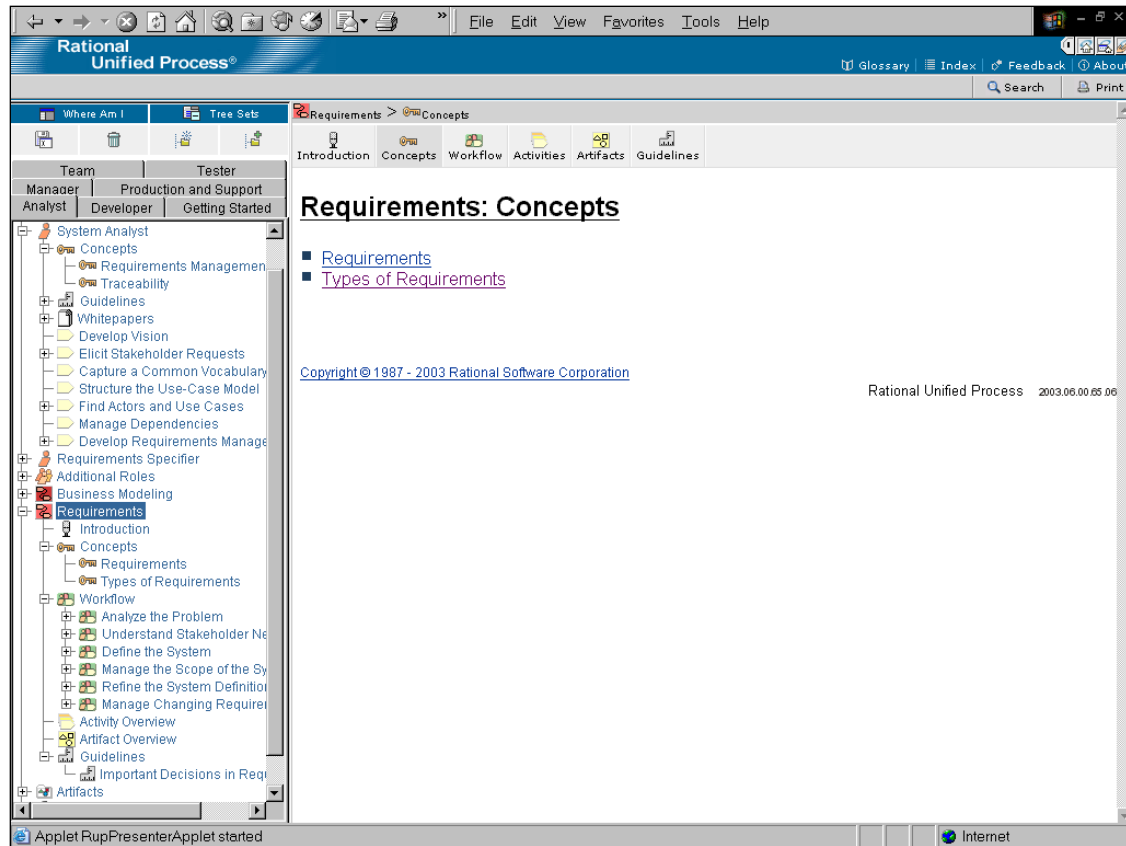 » File Edit View Favorites Tools Help
Rational
Unified Process®
Glossary | Index | Feedback | About
Search Print
Where Am I Tree Sets
Requirements > Concepts
Introduction Concepts Workflow Activities Artifacts Guidelines
Team Tester
Manager Production and Support
Analyst Developer Getting Started
System Analyst
Concepts
Requirements Managemen
Traceability
Guidelines
Whitepapers
Develop Vision
Elicit Stakeholder Requests
Capture a Common Vocabulary
Structure the Use-Case Model
Find Actors and Use Cases
Manage Dependencies
Develop Requirements Manage
Requirements Specifier
Additional Roles
Business Modeling
Requirements
Introduction
Concepts
Requirements
Types of Requirements
Workflow
Analyze the Problem
Understand Stakeholder Ne
Define the System
Manage the Scope of the Sy
Refine the System Definitio
Manage Changing Require
Activity Overview
Artifact Overview
Guidelines
Important Decisions in Requ
Artifacts
Requirements: Concepts
Requirements
Types of Requirements
Copyright © 1987 - 2003 Rational Software Corporation
Rational Unified Process 2003.06.00.65.06
Applet RupPresenterApplet started Internet